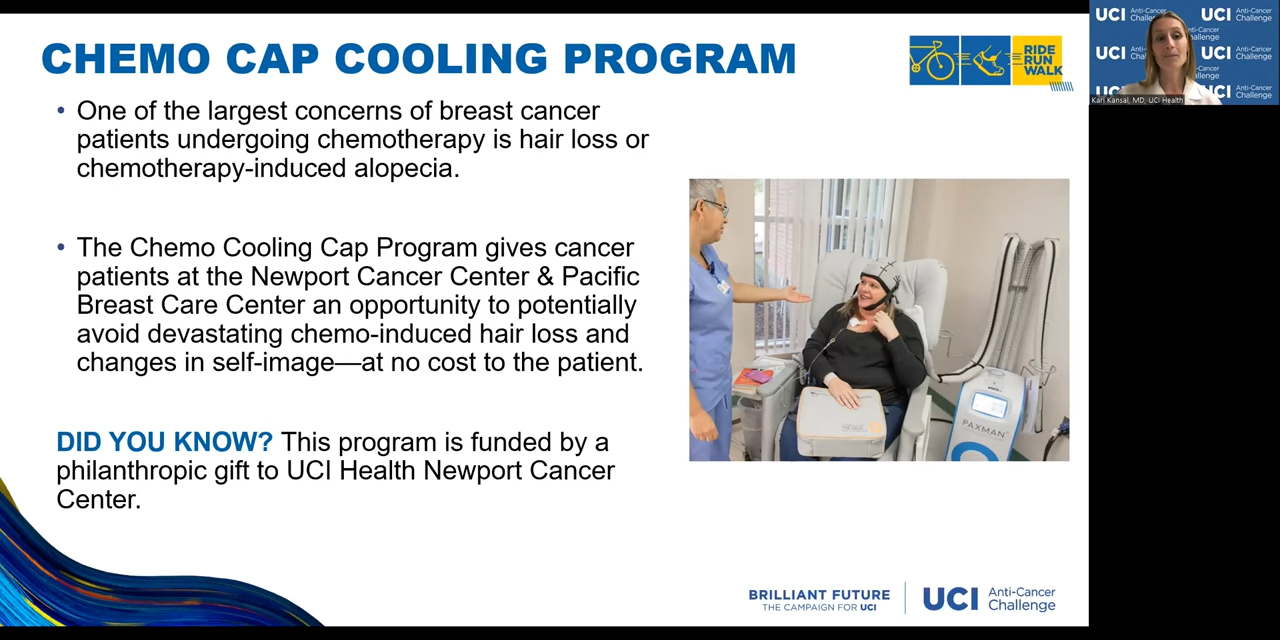 CHEMO CAP COOLING PROGRAM
• One of the largest concerns of breast cancer
patients undergoing chemotherapy is hair loss or
chemotherapy-induced alopecia.
• The Chemo Cooling Cap Program gives cancer
patients at the Newport Cancer Center & Pacific
Breast Care Center an opportunity to potentially
avoid devastating chemo-induced hair loss and
changes in self-image—at no cost to the patient.
DID YOU KNOW? This program is funded by a
philanthropic gift to UCI Health Newport Cancer
Center.
RIDE
RUN
WALK
PAXMAN
BRILLIANT FUTURE
THE CAMPAIGN FOR UCI
UCI Anti-Cancer
Challenge
UCI Anti-Cancer
Challenge
UCI Anti-Cancer
Challenge
UCI
UCI Anti-Cancer
Challenge
Kari Kansal, MD, UCI Health